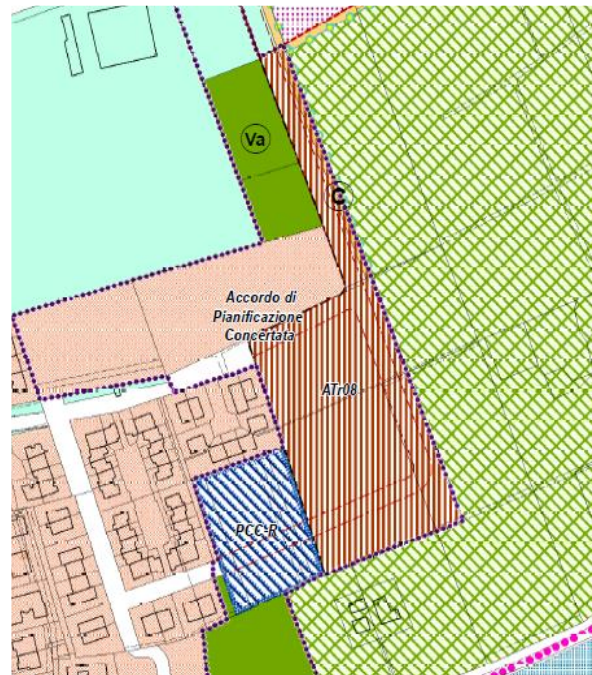 Va
C
Accordo di
Pianificazione
Concertata
ATr08
PCC-R